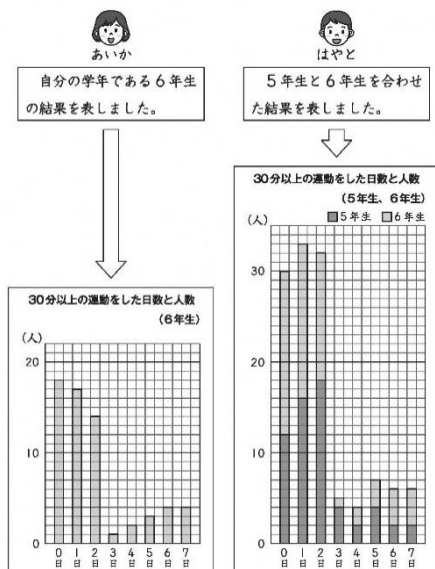 あいか
自分の学年である6年生
の結果を表しました。
30分以上の運動をした日数と人数
(6年生)
(人)
20
10
0
0日 1日 2日 3日 4日 5日 6日 7日
はやと
5年生と6年生を合わせ
た結果を表しました。
30分以上の運動をした日数と人数
(5年生、6年生)
5年生 6年生
(人)
30
20
10
0
0日 1日 2日 3日 4日 5日 6日 7日